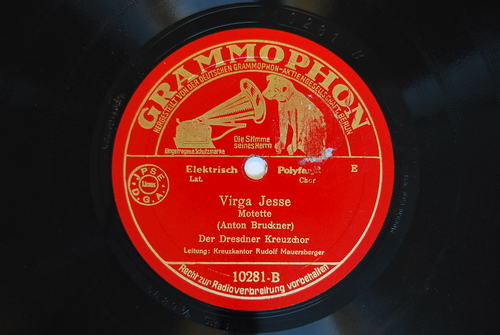 GRAMMOPHON
HERGESTELLT VON DER DEUTSCHEN GRAMMOPHON-AKTIENGESELLSCHAFT, BERLIN
Die Stimme
seines Herrn
Eingetragene Schutzmarke
Elektrisch Polyfar E
Lat. Chor
IPSE
D.G.A.
Virga Jesse
Motette
(Anton Bruckner)
Der Dresdner Kreuzchor
Leitung: Kreuzkantor Rudolf Mauersberger
10281-B
Recht zur Radioverbreitung vorbehalten